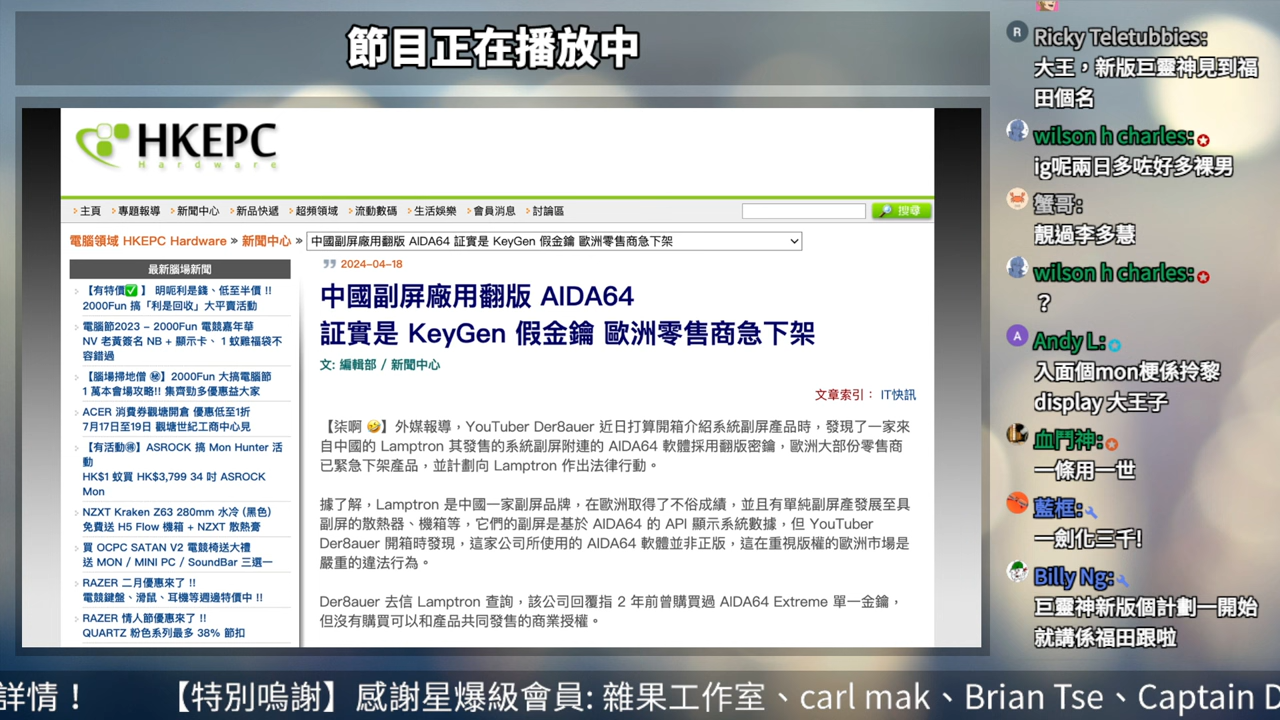 節目正在播放中
HKEPC
Hardware
主頁
專題報導
新聞中心
新品快遞
超頻領域
流動數碼
生活娛樂
會員消息
討論區
搜尋
電腦領域 HKEPC Hardware » 新聞中心 »
中國副屏廠用翻版 AIDA64 証實是 KeyGen 假金鑰 歐洲零售商急下架
最新腦場新聞
【有特價✅】 明呃利是錢、低至半價 !!
2000Fun 搞「利是回收」大平賣活動
電腦節2023 - 2000Fun 電競嘉年華
NV 老黃簽名 NB + 顯示卡、1 蚊雞福袋不
容錯過
【腦場掃地僧 ㊙】2000Fun 大搞電腦節
1 萬本會場攻略!! 集齊勁多優惠益大家
ACER 消費券觀塘開倉 優惠低至1折
7月17日至19日 觀塘世紀工商中心見
【有活動🉐】ASROCK 搞 Mon Hunter 活
動
HK$1 蚊買 HK$3,799 34 吋 ASROCK
Mon
NZXT Kraken Z63 280mm 水冷 (黑色)
免費送 H5 Flow 機箱 + NZXT 散熱膏
買 OCPC SATAN V2 電競椅送大禮
送 MON / MINI PC / SoundBar 三選一
RAZER 二月優惠來了 !!
電競鍵盤、滑鼠、耳機等週邊特價中 !!
RAZER 情人節優惠來了 !!
QUARTZ 粉色系列最多 38% 節扣
2024-04-18
中國副屏廠用翻版 AIDA64
証實是 KeyGen 假金鑰 歐洲零售商急下架
文: 編輯部 / 新聞中心
文章索引： IT快訊
【柒啊 🤣】外媒報導，YouTuber Der8auer 近日打算開箱介紹系統副屏產品時，發現了一家來
自中國的 Lamptron 其發售的系統副屏附連的 AIDA64 軟體採用翻版密鑰，歐洲大部份零售商
已緊急下架產品，並計劃向 Lamptron 作出法律行動。
據了解，Lamptron 是中國一家副屏品牌，在歐洲取得了不俗成績，並且有單純副屏產發展至具
副屏的散熱器、機箱等，它們的副屏是基於 AIDA64 的 API 顯示系統數據，但 YouTuber
Der8auer 開箱時發現，這家公司所使用的 AIDA64 軟體並非正版，這在重視版權的歐洲市場是
嚴重的違法行為。
Der8auer 去信 Lamptron 查詢，該公司回覆指 2 年前曾購買過 AIDA64 Extreme 單一金鑰，
但沒有購買可以和產品共同發售的商業授權。
R
Ricky Teletubbies:
大王，新版巨靈神見到福
田個名
wilson h charles:
ig呢兩日多咗好多裸男
蟹哥:
靚過李多慧
wilson h charles:
？
A
Andy L:
入面個mon梗係拎黎
display 大王子
血鬥神:
一條用一世
藍框:
一劍化三千!
Billy Ng:
巨靈神新版個計劃一開始
就講係福田跟啦
詳情！ 【特別嗚謝】感謝星爆級會員: 雜果工作室、carl mak、Brian Tse、Captain D